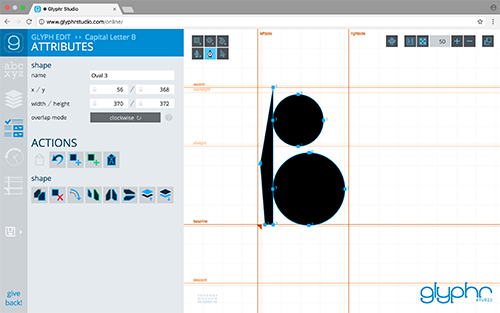 Glyphr Studio
www.glyphrstudio.com/online/
GLYPH EDIT >> Capital Letter B
ATTRIBUTES
shape
name Oval 3
x / y 56 / 368
width / height 370 / 372
overlap mode clockwise
ACTIONS
shape
give
back!
abc
xyz
leftside
rightside
50
ascent
capheight
xheight
baseline
descent
glyphr
STUDIO